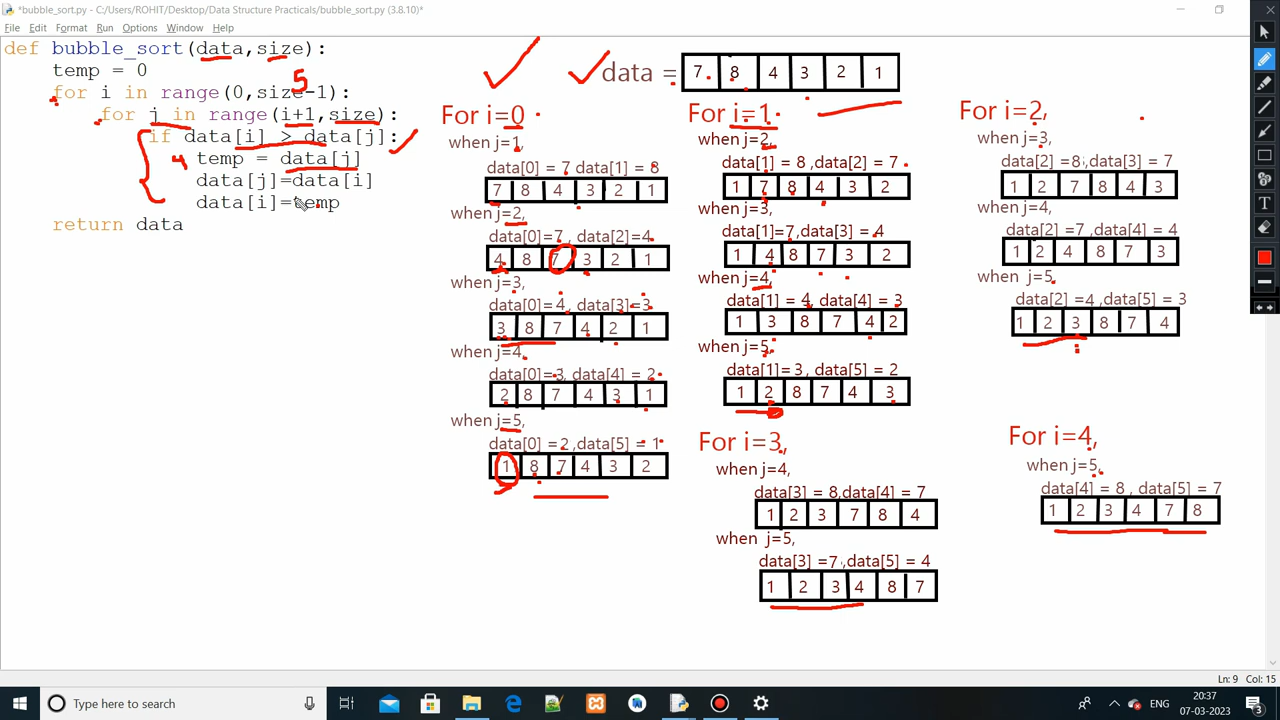 *bubble_sort.py - C:/Users/ROHIT/Desktop/Data Structure Practicals/bubble_sort.py (3.8.10)*
File Edit Format Run Options Window Help
def bubble_sort(data,size):
temp = 0
5
for i in range(0,size-1):
for j in range(i+1,size):
if data[i] > data[j]:
4 temp = data[j]
data[j]=data[i]
data[i]=temp
return data
data = 7 8 4 3 2 1
For i=0
when j=1,
data[0] = 7 data[1] = 8
7 8 4 3 2 1
when j=2,
data[0]=7 , data[2]=4
4 8 7 3 2 1
when j=3,
data[0]=4, data[3]=3
3 8 7 4 2 1
when j=4,
data[0]=3, data[4] = 2
2 8 7 4 3 1
when j=5,
data[0] = 2 ,data[5] = 1
1 8 7 4 3 2
For i=1
when j=2,
data[1] = 8 ,data[2] = 7
1 7 8 4 3 2
when j=3,
data[1]=7, data[3] = 4
1 4 8 7 3 2
when j=4,
data[1] = 4, data[4] = 3
1 3 8 7 4 2
when j=5,
data[1]= 3, data[5] = 2
1 2 8 7 4 3
For i=2,
when j=3,
data[2] =8 , data[3] = 7
1 2 7 8 4 3
when j=4,
data[2] =7 , data[4] = 4
1 2 4 8 7 3
when j=5,
data[2] =4 ,data[5] = 3
1 2 3 8 7 4
For i=3,
when j=4,
data[3] = 8,data[4] = 7
1 2 3 7 8 4
when j=5,
data[3] =7 ,data[5] = 4
1 2 3 4 8 7
For i=4,
when j=5,
data[4] = 8 , data[5] = 7
1 2 3 4 7 8
Ln: 9 Col: 15
Type here to search
ENG
20:37
07-03-2023
3